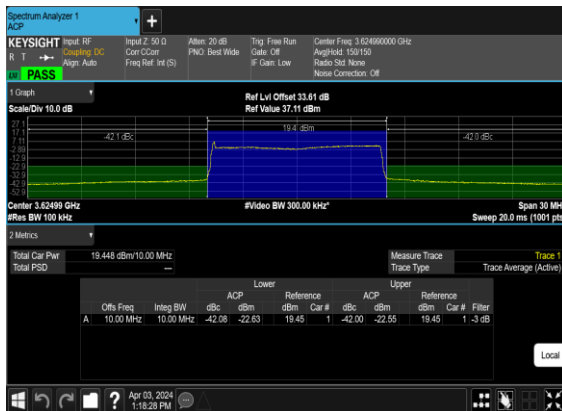 Spectrum Analyzer 1
ACP
+
KEYSIGHT Input: RF Input Z: 50 Ω Atten: 20 dB Trig: Free Run Center Freq: 3.624990000 GHz
R T Coupling: DC Corr CCorr PNO: Best Wide Gate: Off Avg|Hold: 150/150
Align: Auto Freq Ref: Int (S) IF Gain: Low Radio Std: None
PASS Noise Correction: Off
1 Graph
Ref Lvl Offset 33.61 dB
Scale/Div 10.0 dB Ref Value 37.11 dBm
27.1
17.1 19.4 dBm
7.11 -42.1 dBc -42.0 dBc
-2.89
-12.9
-22.9
-32.9
-42.9
-52.9
Center 3.62499 GHz #Video BW 300.00 kHz* Span 30 MH
#Res BW 100 kHz Sweep 20.0 ms (1001 pts
2 Metrics
Total Car Pwr 19.448 dBm/10.00 MHz Measure Trace Trace 1
Total PSD --- Trace Type Trace Average (Active)
Lower Upper
ACP Reference ACP Reference
Offs Freq Integ BW dBc dBm dBm Car # dBc dBm dBm Car # Filter
A 10.00 MHz 10.00 MHz -42.08 -22.63 19.45 1 -42.00 -22.55 19.45 1 -3 dB
Local
?
Apr 03, 2024
1:18:28 PM